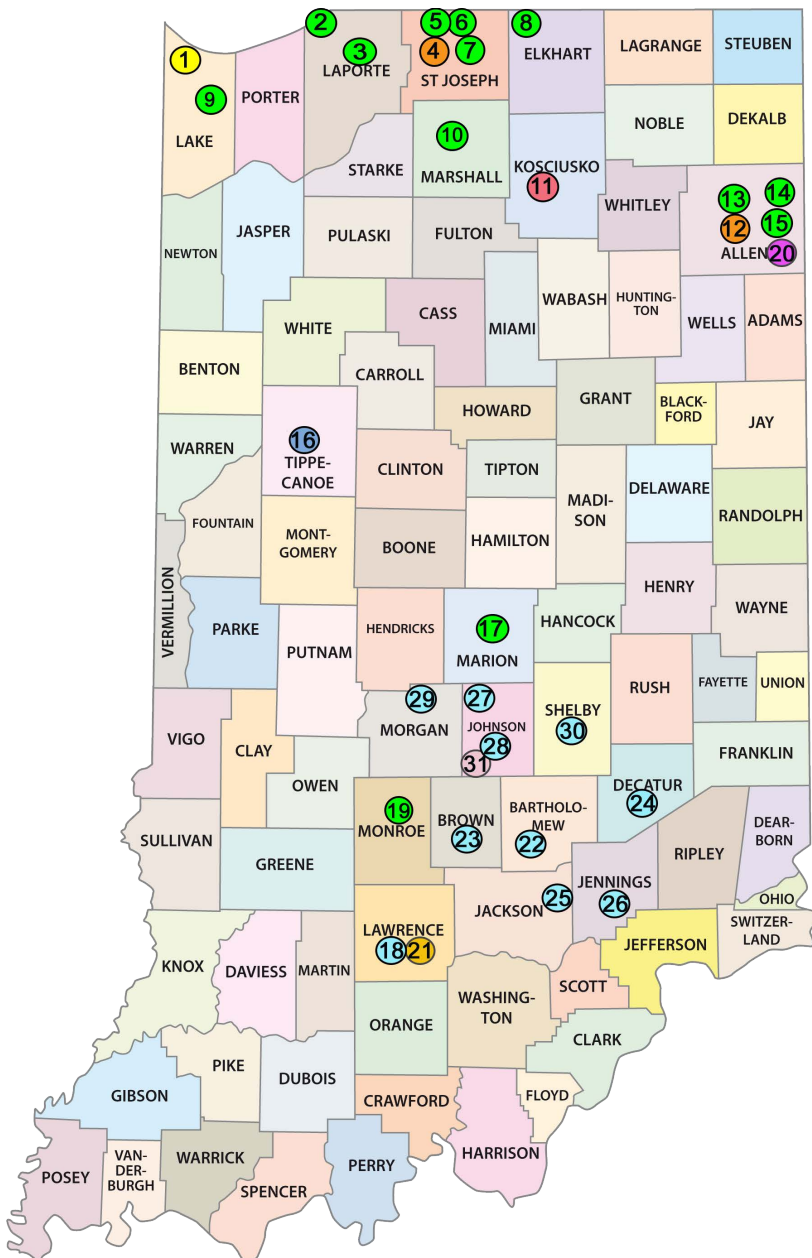 2
5
6
8
1
4
7
3
LAPORTE
ELKHART
LAGRANGE
STEUBEN
ST JOSEPH
9
PORTER
LAKE
10
NOBLE
DEKALB
STARKE
MARSHALL
KOSCIUSKO
11
WHITLEY
13
14
12
15
ALLEN
20
NEWTON
JASPER
PULASKI
FULTON
WHITE
CASS
MIAMI
WABASH
HUNTING-
TON
WELLS
ADAMS
BENTON
CARROLL
HOWARD
GRANT
BLACK-
FORD
JAY
WARREN
16
TIPPE-
CANOE
CLINTON
TIPTON
MADI-
SON
DELAWARE
RANDOLPH
FOUNTAIN
MONT-
GOMERY
BOONE
HAMILTON
VERMILLION
PARKE
PUTNAM
HENDRICKS
17
MARION
HANCOCK
HENRY
WAYNE
29
MORGAN
27
JOHNSON
28
31
SHELBY
30
RUSH
FAYETTE
UNION
VIGO
CLAY
OWEN
FRANKLIN
DECATUR
24
SULLIVAN
GREENE
19
MONROE
BROWN
23
BARTHOLO-
MEW
22
RIPLEY
DEAR-
BORN
JENNINGS
26
OHIO
SWITZER-
LAND
25
JACKSON
LAWRENCE
18
21
JEFFERSON
KNOX
DAVIESS
MARTIN
WASHING-
TON
SCOTT
ORANGE
CLARK
GIBSON
PIKE
DUBOIS
CRAWFORD
FLOYD
HARRISON
POSEY
VAN-
DER-
BURGH
WARRICK
SPENCER
PERRY